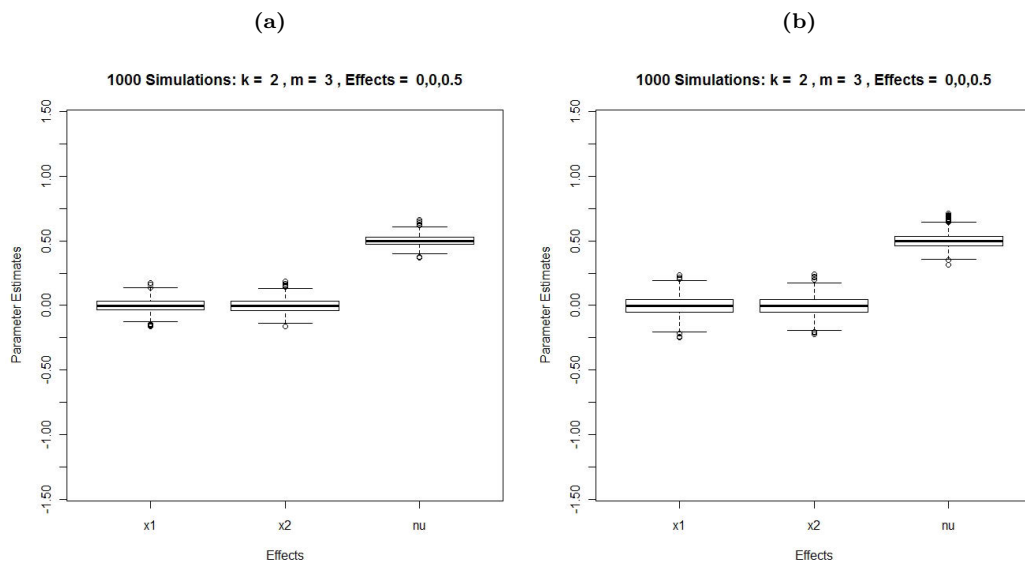 (a)
1000 Simulations: k = 2 , m = 3 , Effects = 0,0,0.5
Parameter Estimates
1.50
1.00
0.50
0.00
-0.50
-1.00
-1.50
x1 x2 nu
Effects
(b)
1000 Simulations: k = 2 , m = 3 , Effects = 0,0,0.5
Parameter Estimates
1.50
1.00
0.50
0.00
-0.50
-1.00
-1.50
x1 x2 nu
Effects